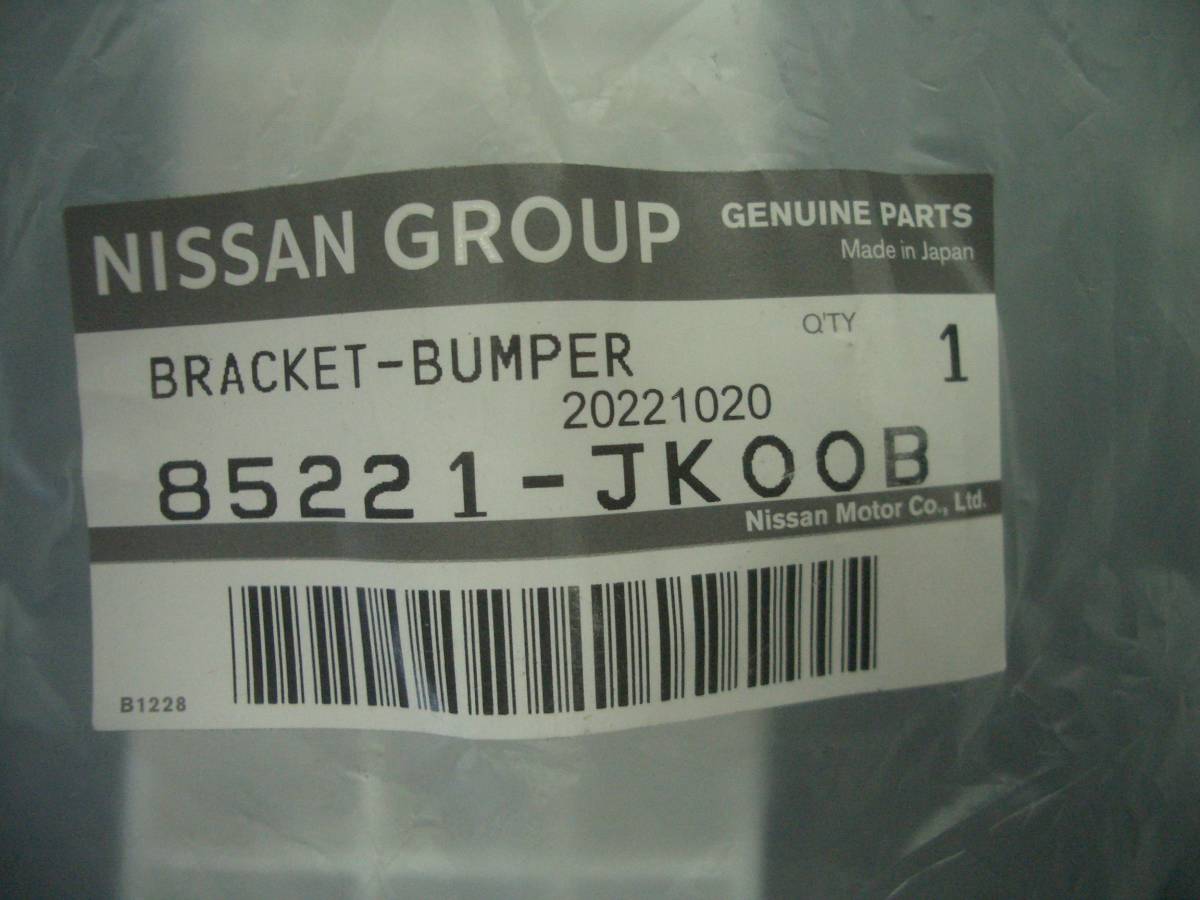 NISSAN GROUP
GENUINE PARTS
Made in Japan
BRACKET-BUMPER
Q'TY 1
20221020
85221-JK00B
Nissan Motor Co., Ltd.
B1228